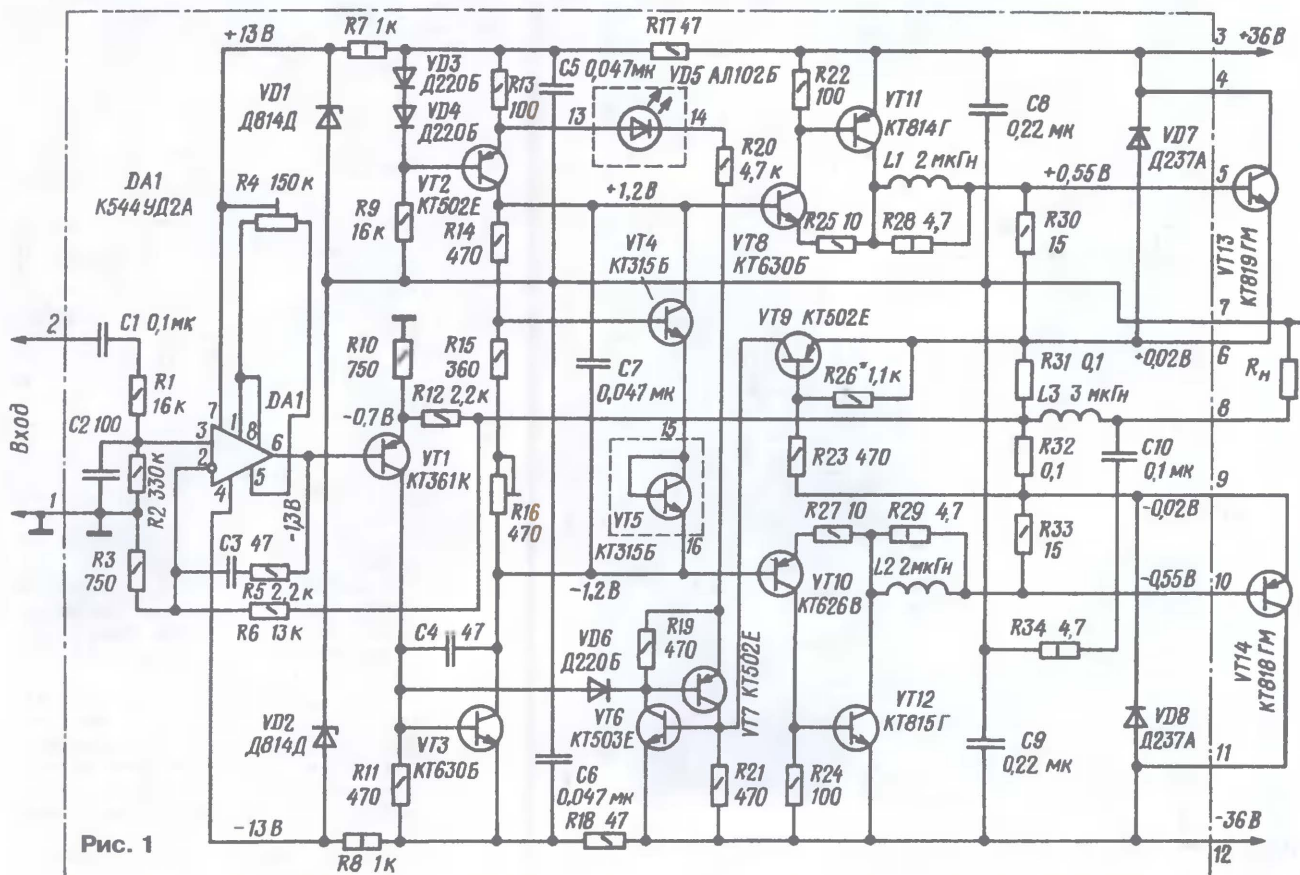 +13 В
R7 1 к
R17 47
3 +36 В
VD3
Д220Б
VD4
Д220Б
R13
100
C5 0,047мк
VD5 АЛ102Б
13
14
R22
100
VT11
КТ814Г
C8
0,22 мк
4
VD7
Д237А
VD1
Д814Д
R20
4,7 к
L1 2 мкГн
+0,55 В
5
DA1
К544УД2А
R4 150 к
VT2
КТ502Е
+1,2 В
R9
16 к
R14
470
VT4
КТ315Б
VT8
КТ630Б
R25 10
R28 4,7
R30
15
VT13
КТ819ГМ
2
C1 0,1мк
7
R10
750
R15
360
C7
0,047 мк
VT9 КТ502Е
R31 0,1
+0,02 В
6
R1
16 к
R12 2,2 к
R26* 1,1 к
L3 3 мкГн
Rн
8
Вход
C2 100
DA1
7
1
8
3
2
6
5
4
-0,7 В
VT1
КТ361К
15
R23 470
R32
0,1
C10
0,1 мк
9
-0,02 В
R2 330 к
-1,3 В
R16
470
VT5
КТ315Б
16
R27 10
R29 4,7
R33
15
1
R3
750
C3 47
R5 2,2 к
R6 13 к
-1,2 В
VT10
КТ626В
L2 2мкГн
-0,55 В
10
C4 47
R19
470
VT7 КТ502Е
R34 4,7
VT14
КТ818ГМ
VD6
Д220Б
VT6
КТ503Е
VT12
КТ815Г
VD2
Д814Д
VT3
КТ630Б
VD8
Д237А
R11
470
C6
0,047 мк
R21
470
R24
100
C9
0,22 мк
11
-13 В
R8 1 к
R18 47
-36 В
12
Рис. 1